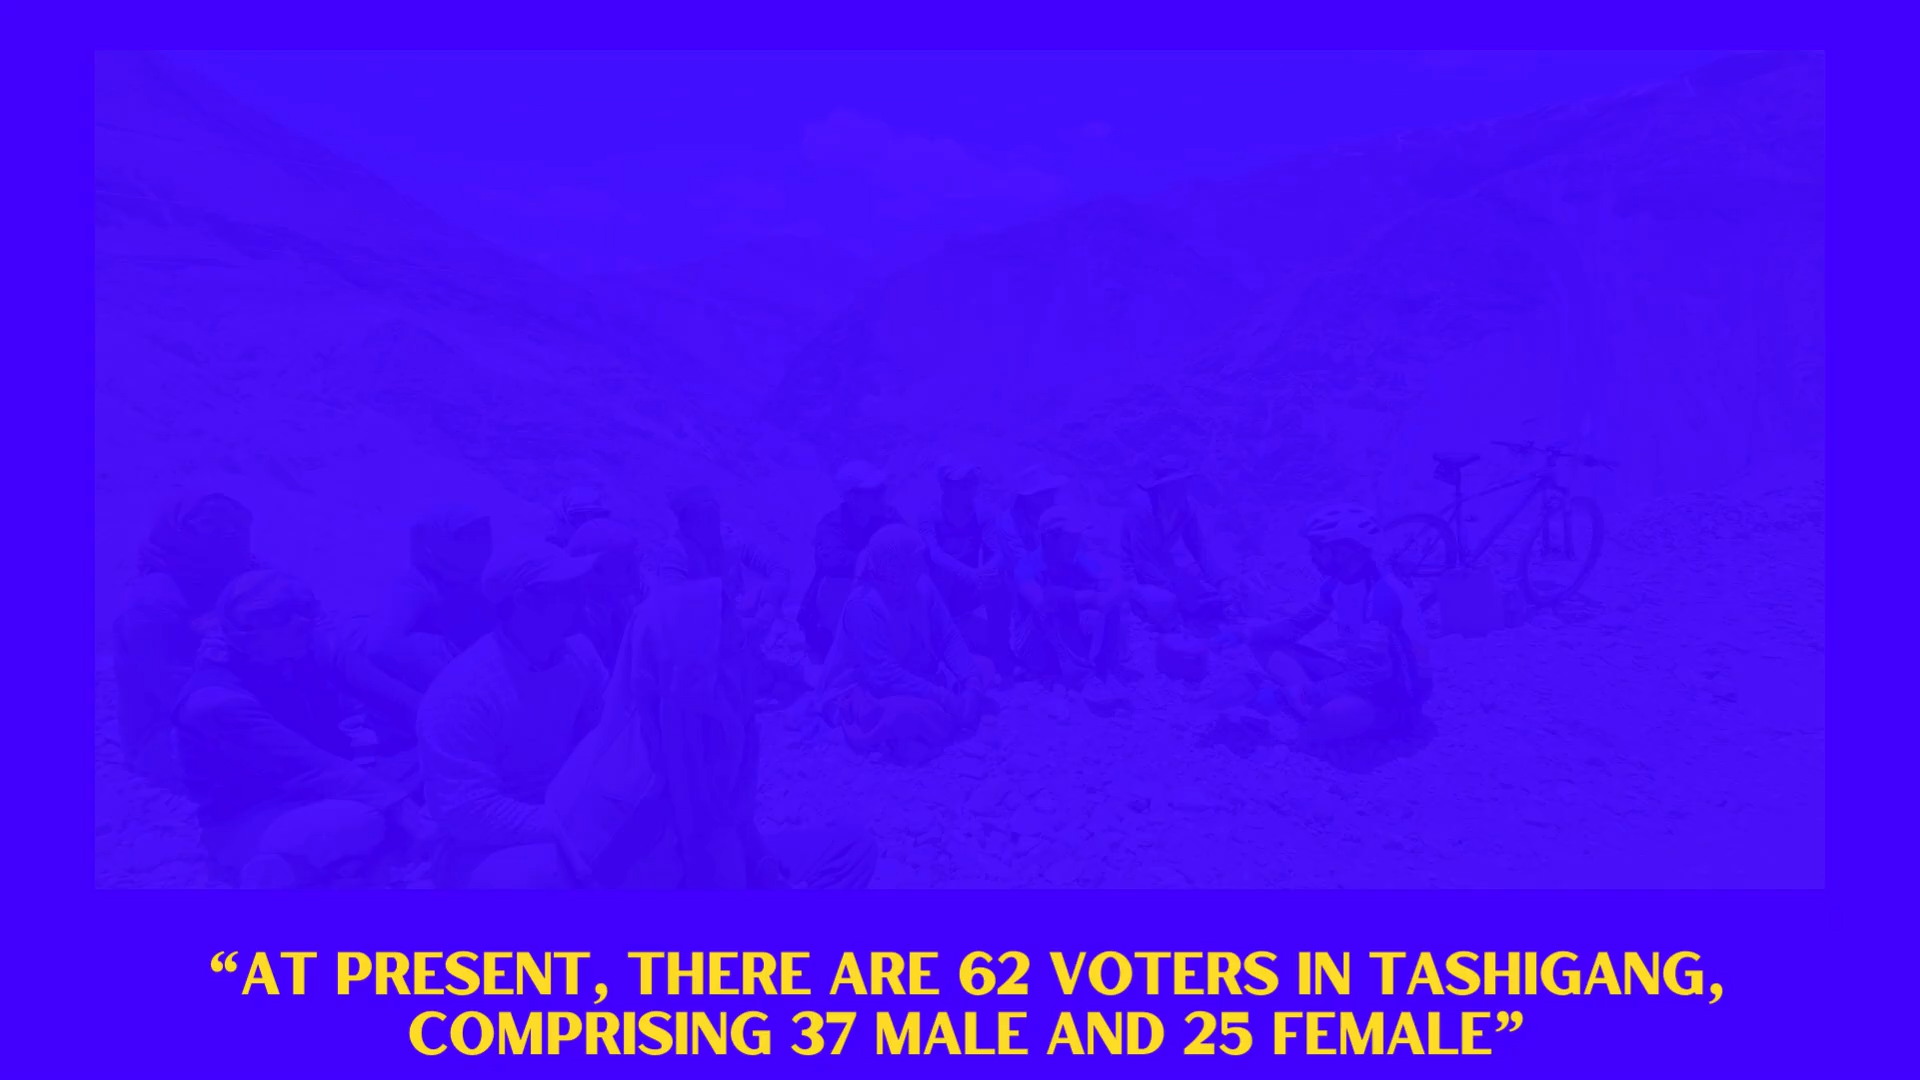 “AT PRESENT, THERE ARE 62 VOTERS IN TASHIGANG,
COMPRISING 37 MALE AND 25 FEMALE”